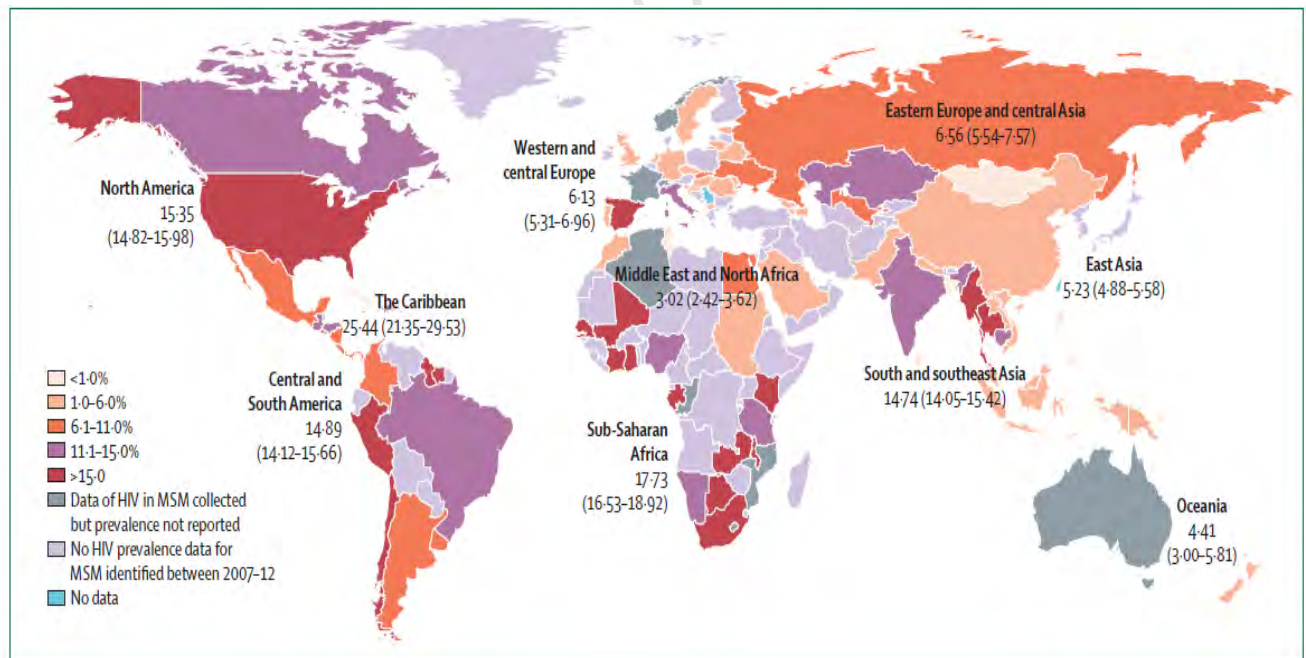 Eastern Europe and central Asia
6·56 (5·54–7·57)
Western and
central Europe
6·13
(5·31–6·96)
North America
15·35
(14·82–15·98)
East Asia
5·23 (4·88–5·58)
Middle East and North Africa
3·02 (2·42–3·62)
The Caribbean
25·44 (21·35–29·53)
South and southeast Asia
14·74 (14·05–15·42)
Central and
South America
14·89
(14·12–15·66)
Sub-Saharan
Africa
17·73
(16·53–18·92)
Oceania
4·41
(3·00–5·81)
<1·0%
1·0–6·0%
6·1–11·0%
11·1–15·0%
>15·0
Data of HIV in MSM collected
but prevalence not reported
No HIV prevalence data for
MSM identified between 2007–12
No data